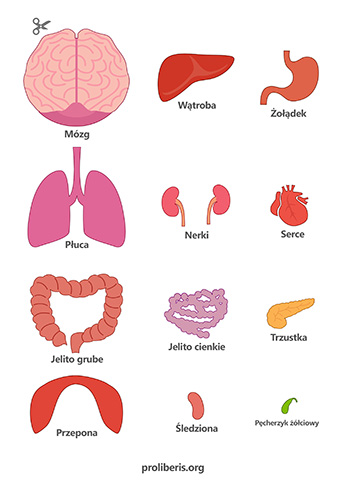 Mózg
Wątroba
Żołądek
Płuca
Nerki
Serce
Jelito grube
Jelito cienkie
Trzustka
Przepona
Śledziona
Pęcherzyk żółciowy
proliberis.org